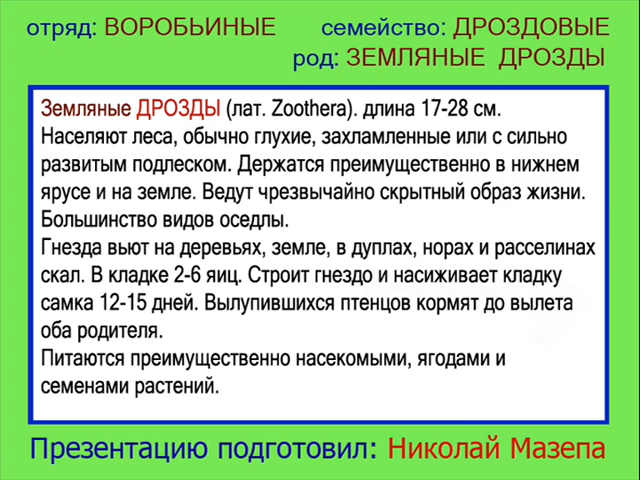 отряд: ВОРОБЬИНЫЕ семейство: ДРОЗДОВЫЕ
род: ЗЕМЛЯНЫЕ ДРОЗДЫ
Земляные ДРОЗДЫ (лат. Zoothera). длина 17-28 см.
Населяют леса, обычно глухие, захламленные или с сильно
развитым подлеском. Держатся преимущественно в нижнем
ярусе и на земле. Ведут чрезвычайно скрытный образ жизни.
Большинство видов оседлы.
Гнезда вьют на деревьях, земле, в дуплах, норах и расселинах
скал. В кладке 2-6 яиц. Строит гнездо и насиживает кладку
самка 12-15 дней. Вылупившихся птенцов кормят до вылета
оба родителя.
Питаются преимущественно насекомыми, ягодами и
семенами растений.
Презентацию подготовил: Николай Мазепа